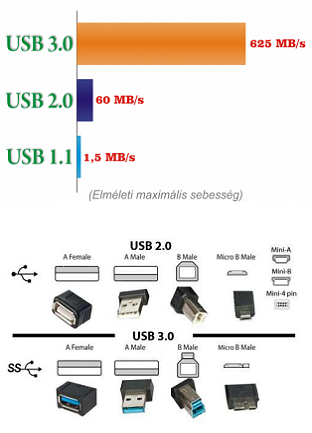 USB 3.0
625 MB/s
USB 2.0
60 MB/s
USB 1.1
1,5 MB/s
(Elméleti maximális sebesség)
USB 2.0
A Female
A Male
B Male
Micro B Male
Mini-A
Mini-B
Mini-4 pin
USB 3.0
SS
A Female
A Male
B Male
Micro B Male